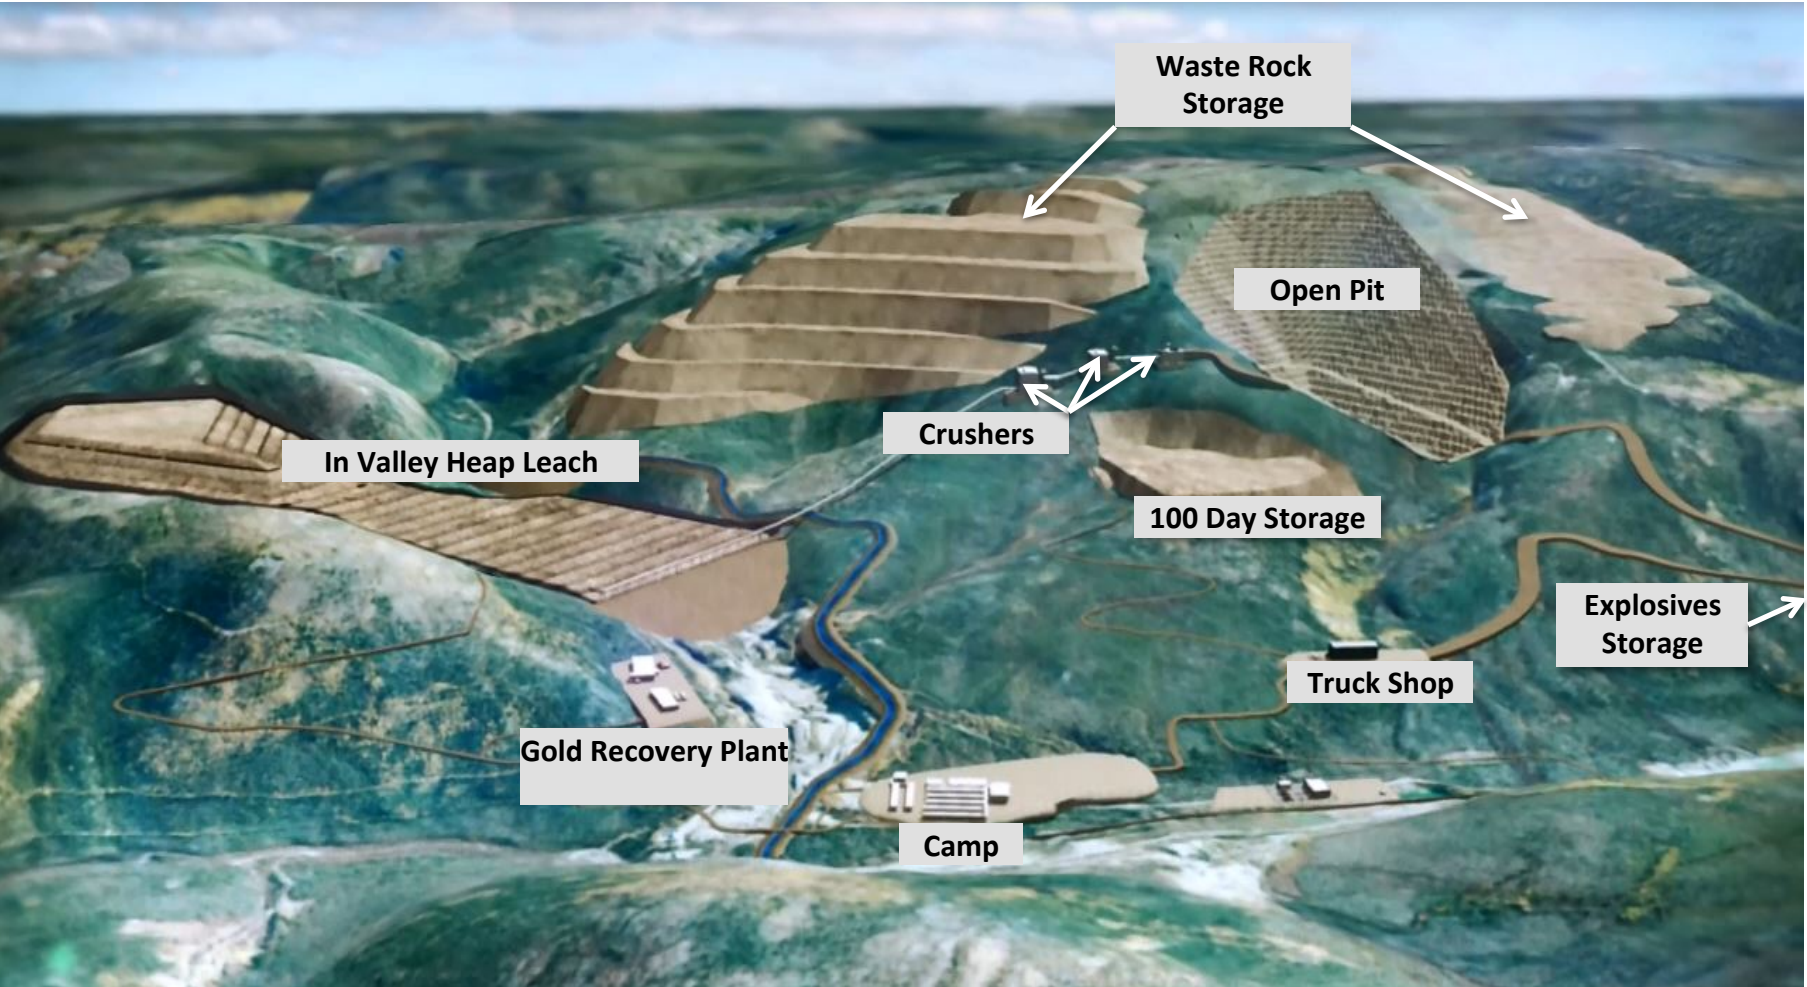 Waste Rock
Storage
Open Pit
Crushers
In Valley Heap Leach
100 Day Storage
Explosives
Storage
Truck Shop
Gold Recovery Plant
Camp